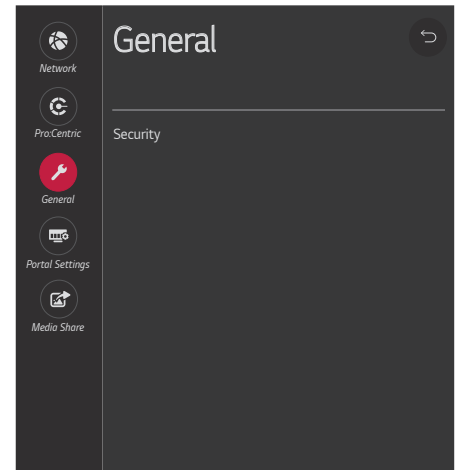 General
Network
Pro:Centric
Security
General
Portal Settings
Media Share